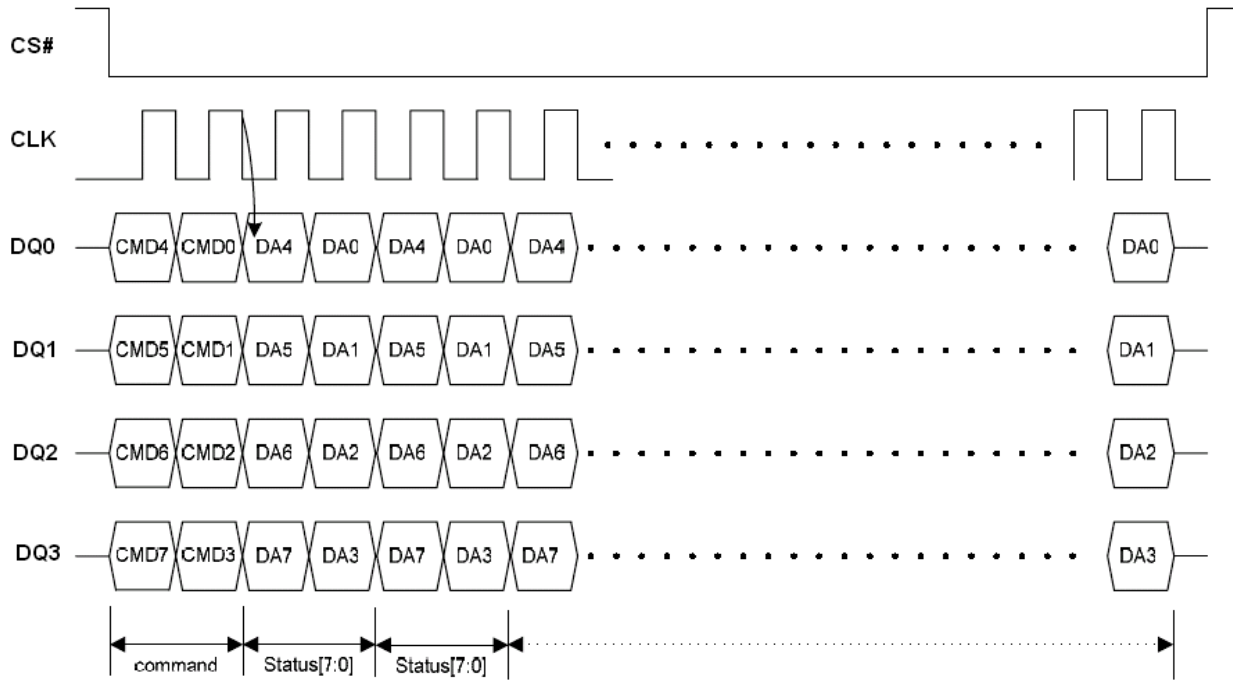 CS#
CLK
DQ0 CMD4 CMD0 DA4 DA0 DA4 DA0 DA4 DA0
DQ1 CMD5 CMD1 DA5 DA1 DA5 DA1 DA5 DA1
DQ2 CMD6 CMD2 DA6 DA2 DA6 DA2 DA6 DA2
DQ3 CMD7 CMD3 DA7 DA3 DA7 DA3 DA7 DA3
command Status[7:0] Status[7:0]